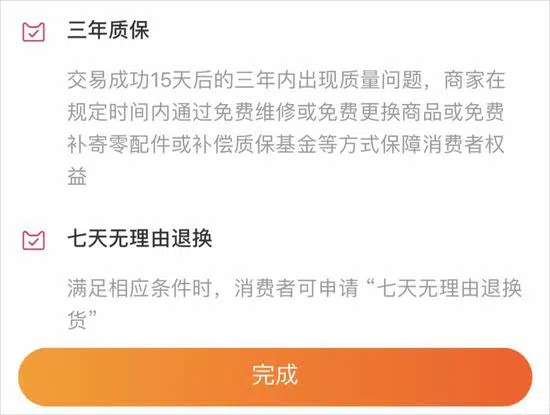 三年质保
交易成功15天后的三年内出现质量问题，商家在
规定时间内通过免费维修或免费更换商品或免费
补寄零配件或补偿质保基金等方式保障消费者权
益
七天无理由退换
满足相应条件时，消费者可申请“七天无理由退换
货”
完成